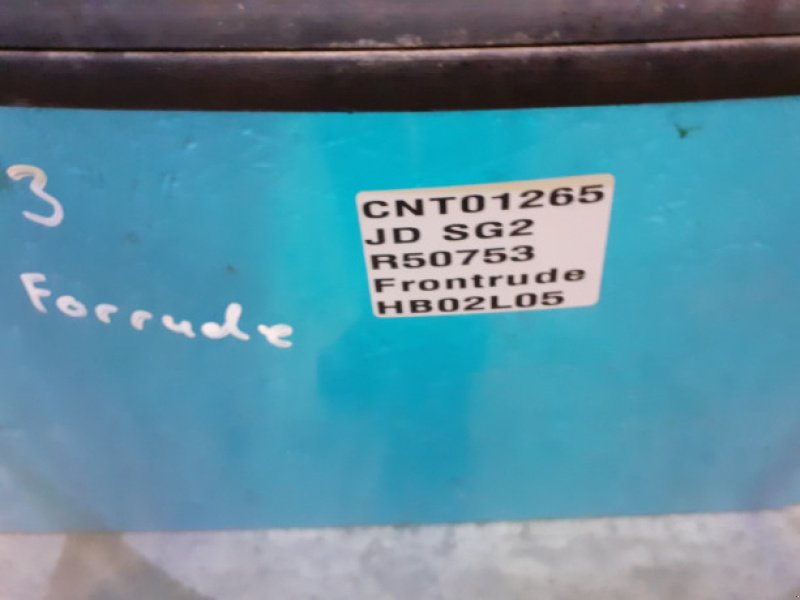 3
Forrude
CNT01265
JD SG2
R50753
Frontrude
HB02L05